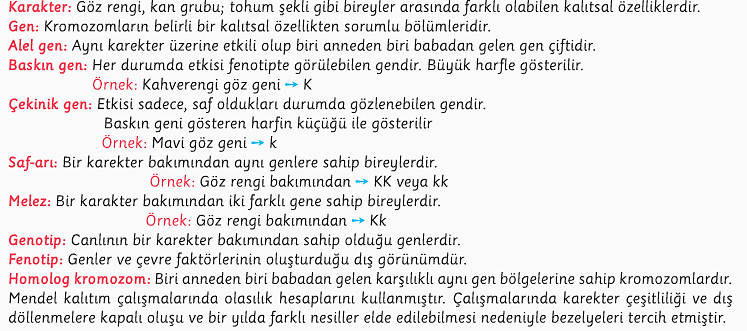 Karakter: Göz rengi, kan grubu; tohum şekli gibi bireyler arasında farklı olabilen kalıtsal özelliklerdir.
Gen: Kromozomların belirli bir kalıtsal özellikten sorumlu bölümleridir.
Alel gen: Aynı karekter üzerine etkili olup biri anneden biri babadan gelen gen çiftidir.
Baskın gen: Her durumda etkisi fenotipte görülebilen gendir. Büyük harfle gösterilir.
Örnek: Kahverengi göz geni → K
Çekinik gen: Etkisi sadece, saf oldukları durumda gözlenebilen gendir.
Baskın geni gösteren harfin küçüğü ile gösterilir
Örnek: Mavi göz geni → k
Saf-arı: Bir karekter bakımından aynı genlere sahip bireylerdir.
Örnek: Göz rengi bakımından → KK veya kk
Melez: Bir karakter bakımından iki farklı gene sahip bireylerdir.
Örnek: Göz rengi bakımından → Kk
Genotip: Canlının bir karekter bakımından sahip olduğu genlerdir.
Fenotip: Genler ve çevre faktörlerinin oluşturduğu dış görünümdür.
Homolog kromozom: Biri anneden biri babadan gelen karşılıklı aynı gen bölgelerine sahip kromozomlardır.
Mendel kalıtım çalışmalarında olasılık hesaplarını kullanmıştır. Çalışmalarında karekter çeşitliliği ve dış
döllenmelere kapalı oluşu ve bir yılda farklı nesiller elde edilebilmesi nedeniyle bezelyeleri tercih etmiştir.